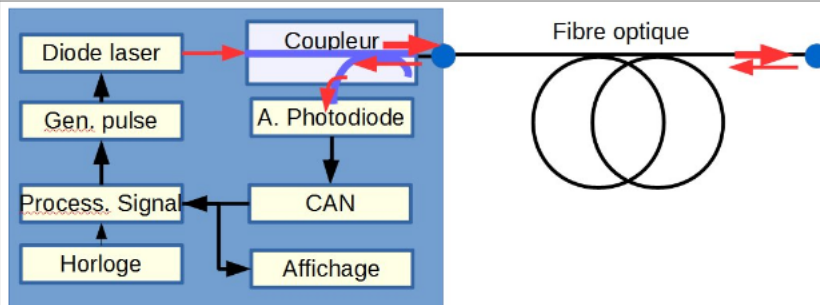 Diode laser
Coupleur
Fibre optique
Gen. pulse
A. Photodiode
Process. Signal
CAN
Horloge
Affichage